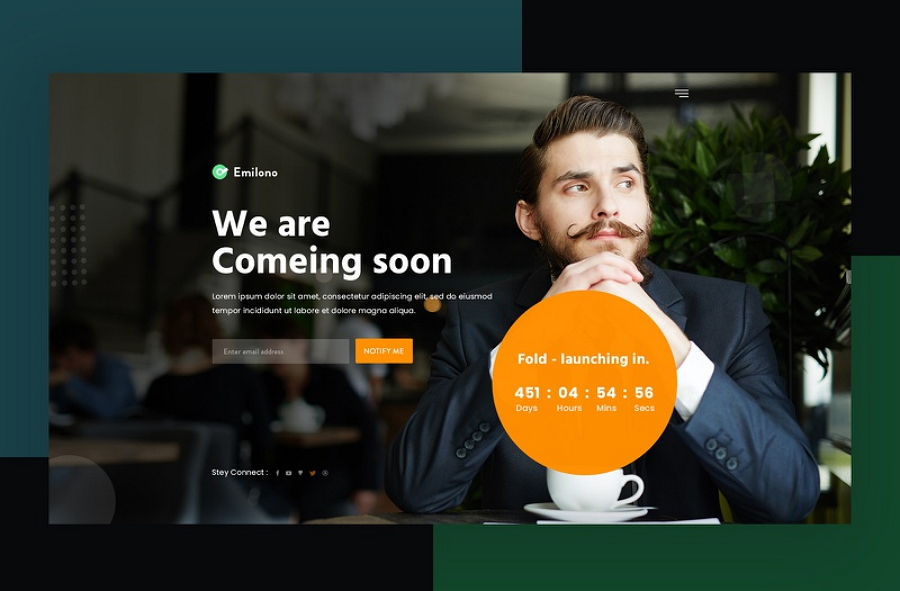 Emilono
We are
Comeing soon
Lorem ipsum dolor sit amet, consectetur adipiscing elit, sed do eiusmod
tempor incididunt ut labore et dolore magna aliqua.
Enter email address
NOTIFY ME
Fold - launching in.
451 : 04 : 54 : 56
Days Hours Mins Secs
Stey Connect :